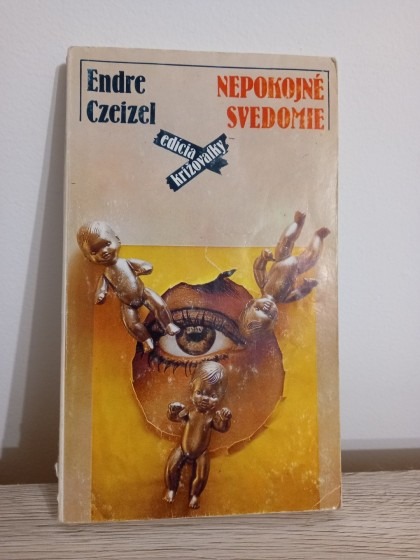 Endre
Czeizel
NEPOKOJNÉ
SVEDOMIE
edícia
križovatky